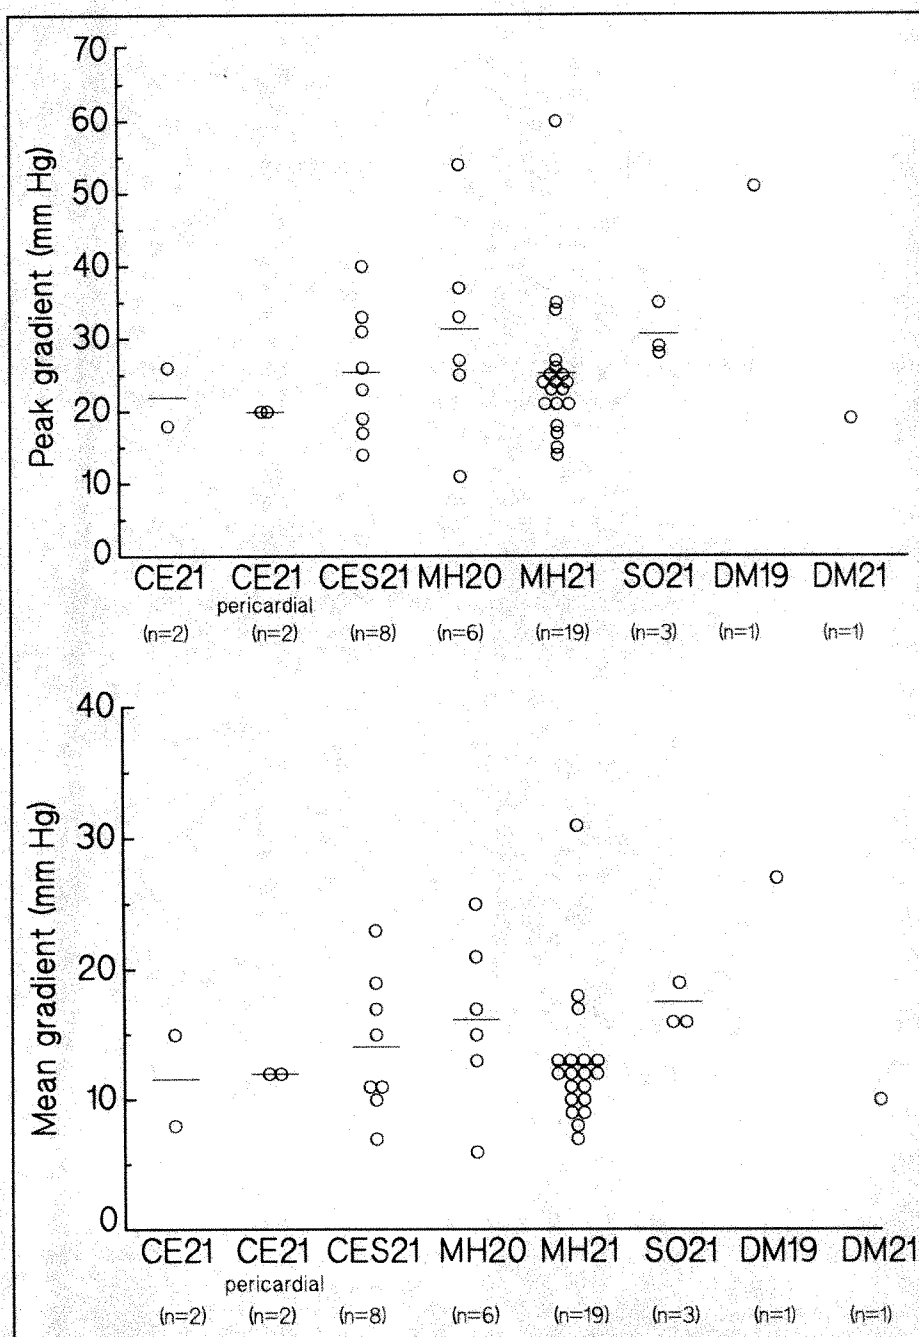 Peak gradient (mm Hg)
70
60
50
40
30
20
10
0
CE21 CE21 CES21 MH20 MH21 SO21 DM19 DM21
pericardial
(n=2) (n=2) (n=8) (n=6) (n=19) (n=3) (n=1) (n=1)
Mean gradient (mm Hg)
40
30
20
10
0
CE21 CE21 CES21 MH20 MH21 SO21 DM19 DM21
pericardial
(n=2) (n=2) (n=8) (n=6) (n=19) (n=3) (n=1) (n=1)